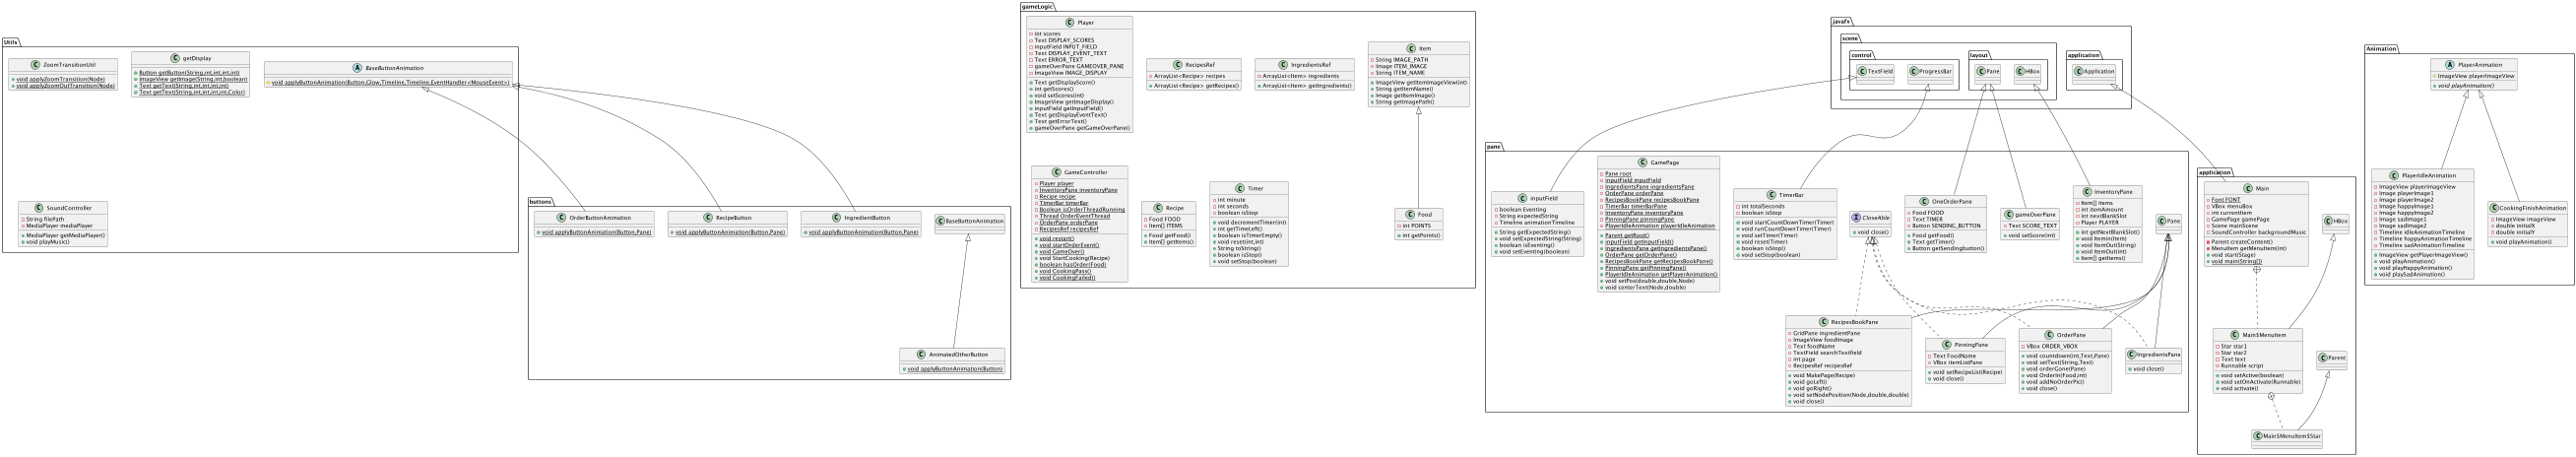 Utils
ZoomTransitionUtil
void applyZoomTransition(Node)
void applyZoomOutTransition(Node)
getDisplay
Button getButton(String,int,int,int,int)
ImageView getImage(String,int,boolean)
Text getText(String,int,int,int,int)
Text getText(String,int,int,int,Color)
BaseButtonAnimation
void applyButtonAnimation(Button,Glow,Timeline,Timeline,EventHandler<MouseEvent>)
SoundController
String filePath
MediaPlayer mediaPlayer
MediaPlayer getMediaPlayer()
void playMusic()
buttons
OrderButtonAnimation
void applyButtonAnimation(Button,Pane)
RecipeButton
void applyButtonAnimation(Button,Pane)
IngredientButton
void applyButtonAnimation(Button,Pane)
BaseButtonAnimation
AnimatedOtherButton
void applyButtonAnimation(Button)
gameLogic
Player
int scores
Text DISPLAY_SCORES
inputField INPUT_FIELD
Text DISPLAY_EVENT_TEXT
Text ERROR_TEXT
gameOverPane GAMEOVER_PANE
ImageView IMAGE_DISPLAY
Text getDisplayScore()
int getScores()
void setScores(int)
ImageView getImageDisplay()
inputField getInputField()
Text getDisplayEventText()
Text getErrorText()
gameOverPane getGameOverPane()
RecipesRef
ArrayList<Recipe> recipes
ArrayList<Recipe> getRecipes()
IngredientsRef
ArrayList<Item> ingredients
ArrayList<Item> getIngredients()
Item
String IMAGE_PATH
Image ITEM_IMAGE
String ITEM_NAME
ImageView getItemImageView(int)
String getItemName()
Image getItemImage()
String getImagePath()
GameController
Player player
InventoryPane inventoryPane
Recipe recipe
TimerBar timerBar
Boolean isOrderThreadRunning
Thread OrderEventThread
OrderPane orderPane
RecipesRef recipesRef
void restart()
void startOrderEvent()
void GameOver()
void StartCooking(Recipe)
boolean hasOrder(Food)
void CookingPass()
void CookingFailed()
Recipe
Food FOOD
Item[] ITEMS
Food getFood()
Item[] getItems()
Timer
int minute
int seconds
boolean isStop
void decrementTimer(int)
int getTimeLeft()
boolean isTimerEmpty()
void reset(int,int)
String toString()
boolean isStop()
void setStop(boolean)
Food
int POINTS
int getPoints()
javafx
scene
control
TextField
ProgressBar
layout
Pane
HBox
application
Application
pane
inputField
boolean Eventing
String expectedString
Timeline animationTimeline
String getExpectedString()
void setExpectedString(String)
boolean isEventing()
void setEventing(boolean)
GamePage
Pane root
inputField inputField
IngredientsPane ingredientsPane
OrderPane orderPane
RecipesBookPane recipesBookPane
TimerBar timerBarPane
InventoryPane inventoryPane
PinningPane pinningPane
PlayerIdleAnimation playerIdleAnimation
Parent getRoot()
inputField getInputField()
IngredientsPane getIngredientsPane()
OrderPane getOrderPane()
RecipesBookPane getRecipesBookPane()
PinningPane getPinningPane()
PlayerIdleAnimation getPlayerAnimation()
void setPos(double,double,Node)
void centerText(Node,double)
TimerBar
int totalSeconds
boolean isStop
void startCountDownTimer(Timer)
void runCountDownTimer(Timer)
void setTimer(Timer)
void reset(Timer)
boolean isStop()
void setStop(boolean)
CloseAble
void close()
OneOrderPane
Food FOOD
Text TIMER
Button SENDING_BUTTON
Food getFood()
Text getTimer()
Button getSendingbutton()
gameOverPane
Text SCORE_TEXT
void setScore(int)
InventoryPane
Item[] items
int itemAmount
int nextBlankSlot
Player PLAYER
int getNextBlankSlot()
void ItemIn(Item)
void ItemOut(String)
void ItemOut(int)
Item[] getItems()
Pane
RecipesBookPane
GridPane ingredientPane
ImageView foodImage
Text foodName
TextField searchTextfield
int page
RecipesRef recipesRef
void MakePage(Recipe)
void goLeft()
void goRight()
void setNodePosition(Node,double,double)
void close()
PinningPane
Text FoodName
VBox itemListPane
void setRecipeList(Recipe)
void close()
OrderPane
VBox ORDER_VBOX
void countdown(int,Text,Pane)
void setText(String,Text)
void orderGone(Pane)
void OrderIn(Food,int)
void addNoOrderPic()
void close()
IngredientsPane
void close()
application
Main
Font FONT
VBox menuBox
int currentItem
GamePage gamePage
Scene mainScene
SoundController backgroundMusic
Parent createContent()
MenuItem getMenuItem(int)
void start(Stage)
void main(String[])
HBox
Main$MenuItem
Star star1
Star star2
Text text
Runnable script
void setActive(boolean)
void setOnActivate(Runnable)
void activate()
Parent
Main$MenuItem$Star
Animation
PlayerAnimation
ImageView playerImageView
void playAnimation()
PlayerIdleAnimation
ImageView playerImageView
Image playerImage1
Image playerImage2
Image happyImage1
Image happyImage2
Image sadImage1
Image sadImage2
Timeline idleAnimationTimeline
Timeline happyAnimationTimeline
Timeline sadAnimationTimeline
ImageView getPlayerImageView()
void playAnimation()
void playHappyAnimation()
void playSadAnimation()
CookingFinishAnimation
ImageView imageView
double initialX
double initialY
void playAnimation()